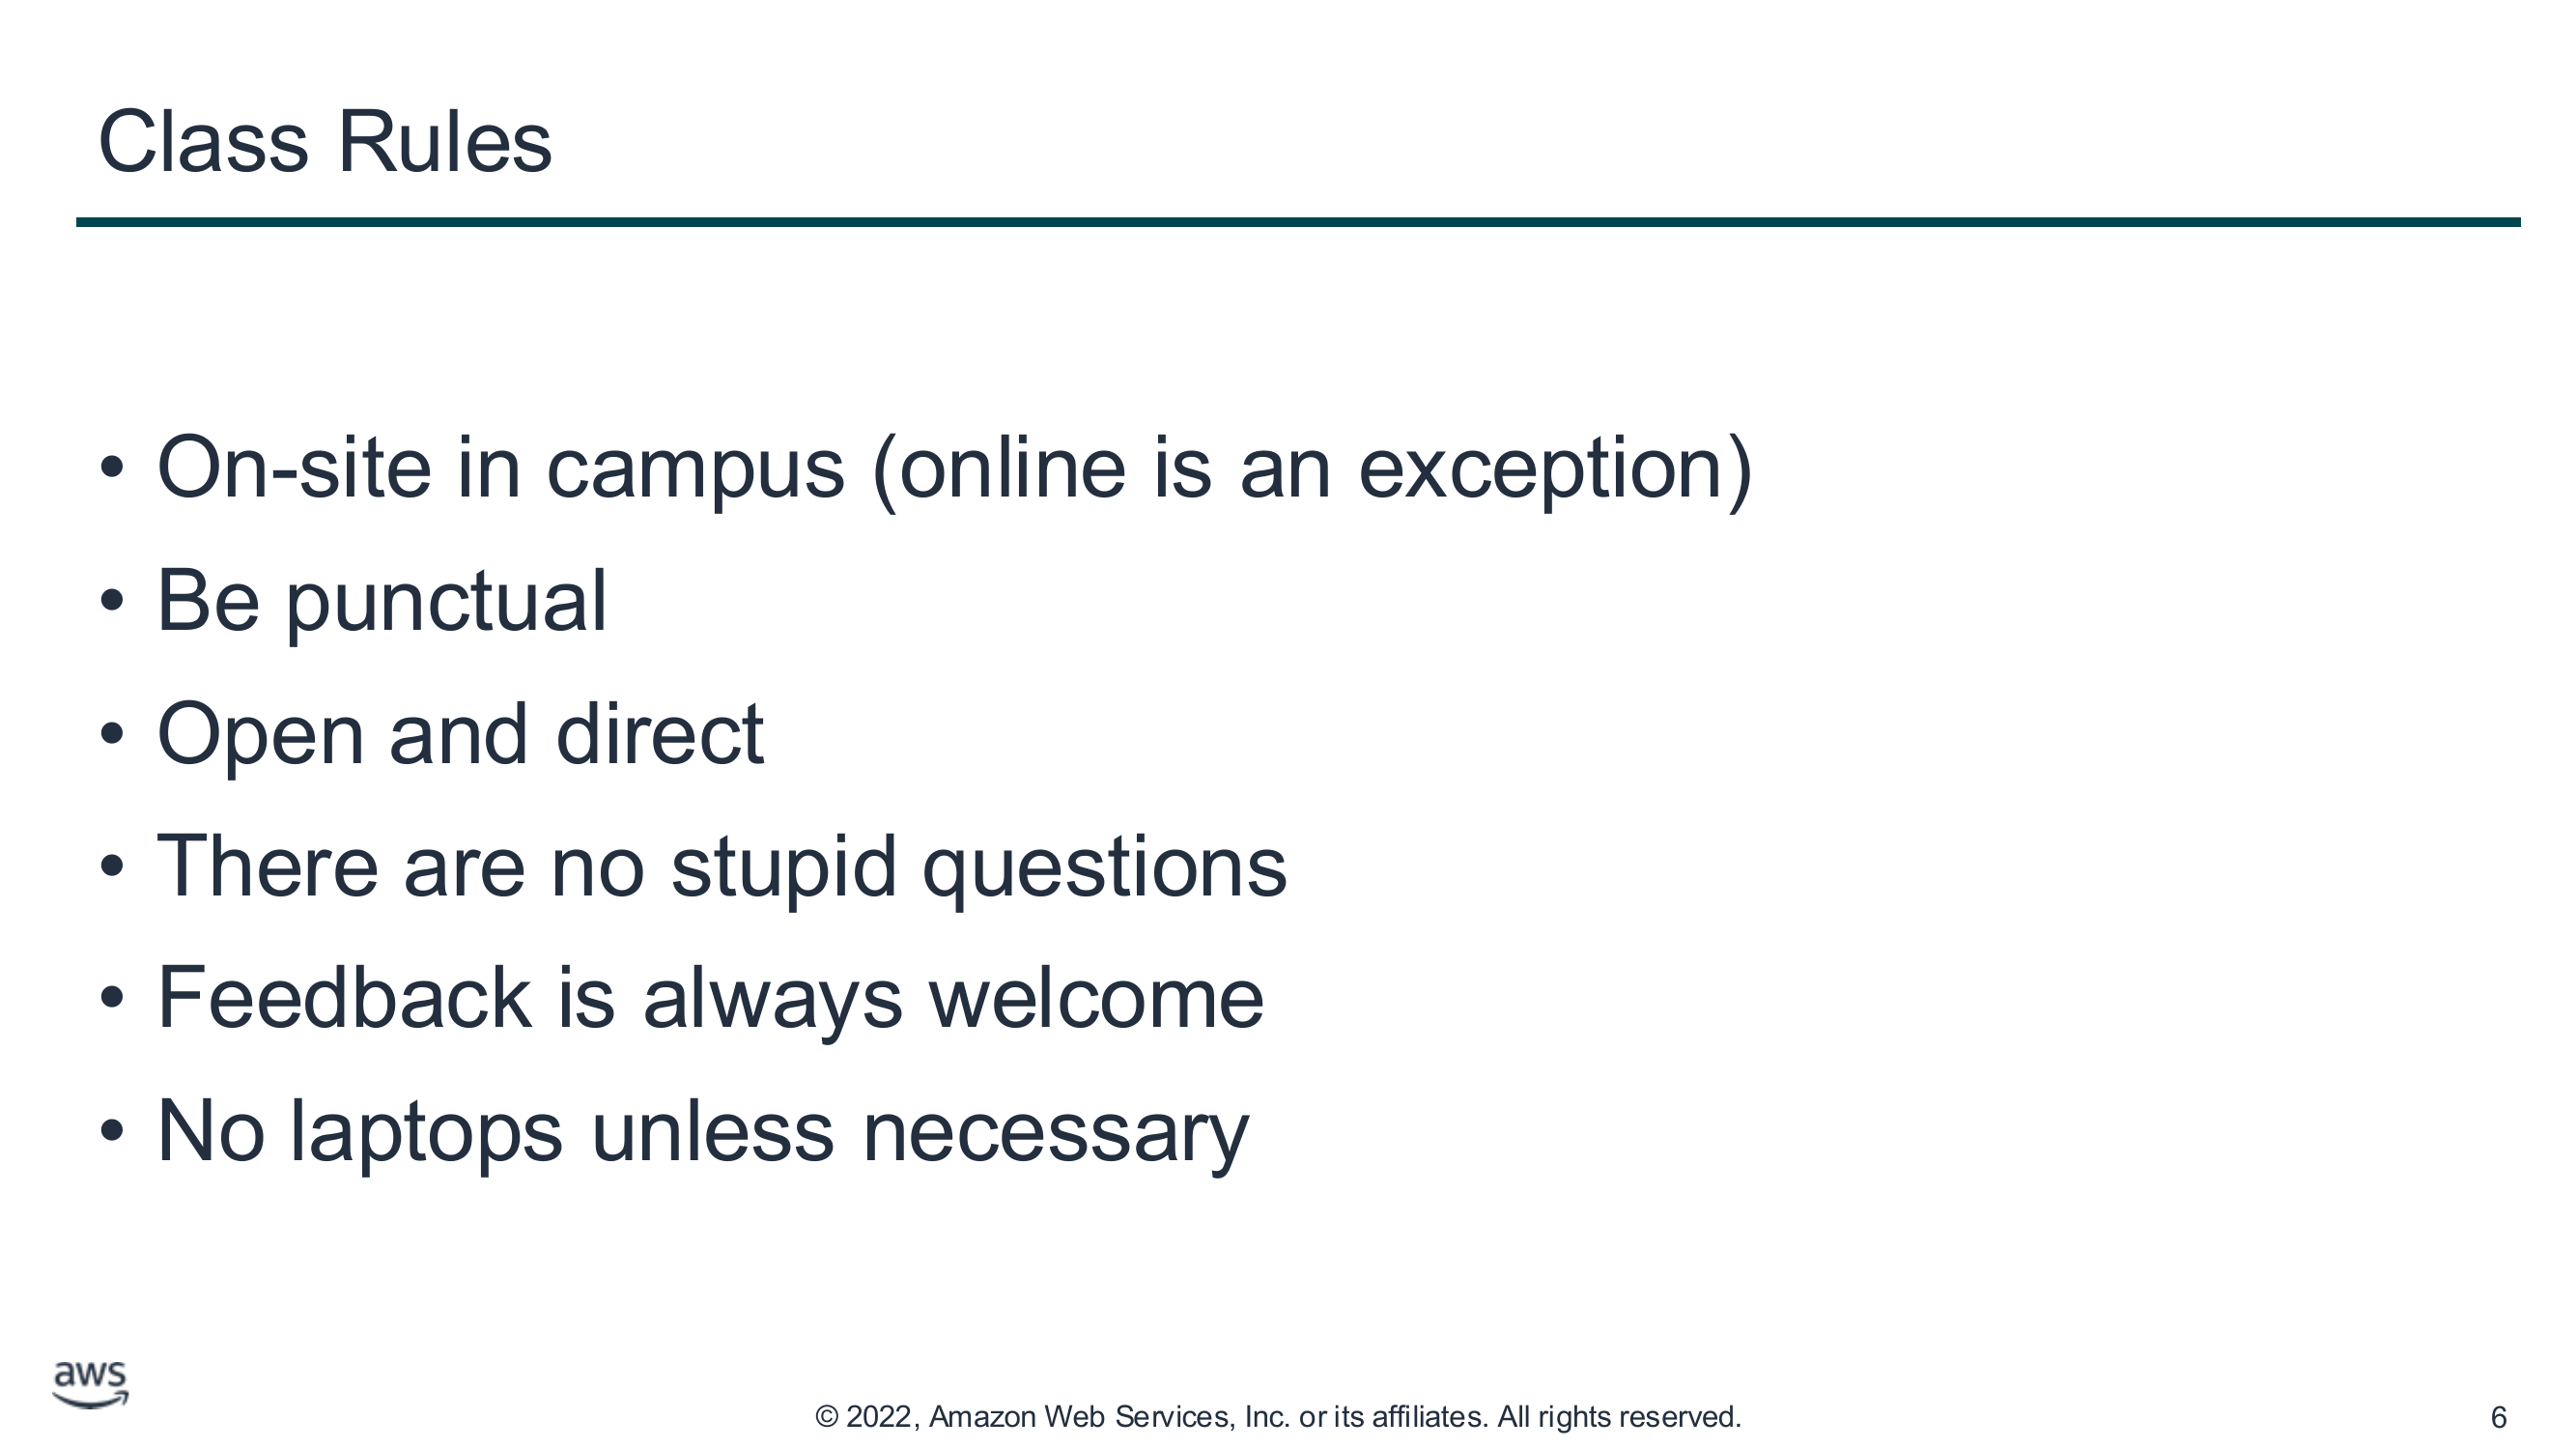 Class Rules
• On-site in campus (online is an exception)
• Be punctual
• Open and direct
• There are no stupid questions
• Feedback is always welcome
• No laptops unless necessary
aws
© 2022, Amazon Web Services, Inc. or its affiliates. All rights reserved.
6